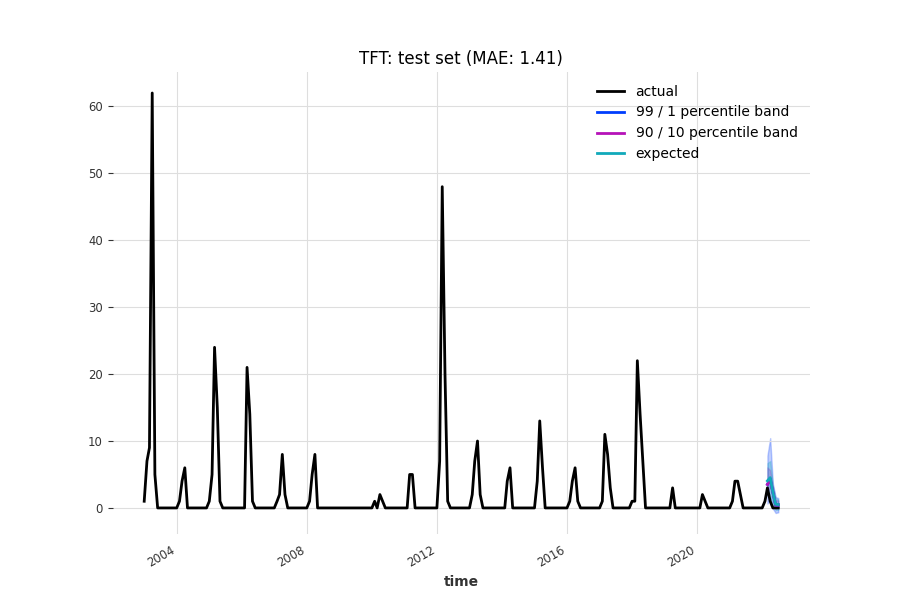 TFT: test set (MAE: 1.41)
actual
99 / 1 percentile band
90 / 10 percentile band
expected
60
50
40
30
20
10
0
2004
2008
2012
2016
2020
time